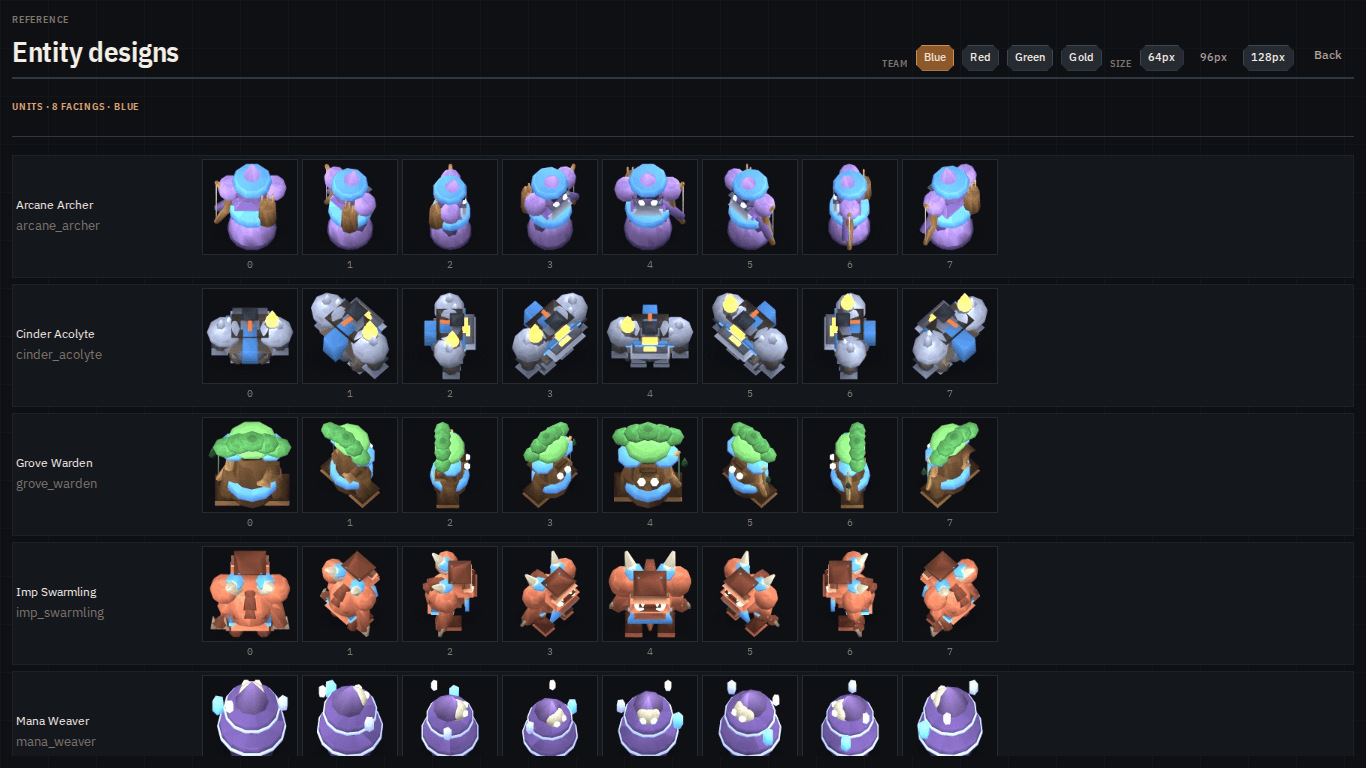 REFERENCE
Entity designs
TEAM Blue Red Green Gold SIZE 64px 96px 128px Back
UNITS · 8 FACINGS · BLUE
Arcane Archer
arcane_archer
0 1 2 3 4 5 6 7
Cinder Acolyte
cinder_acolyte
0 1 2 3 4 5 6 7
Grove Warden
grove_warden
0 1 2 3 4 5 6 7
Imp Swarmling
imp_swarmling
0 1 2 3 4 5 6 7
Mana Weaver
mana_weaver